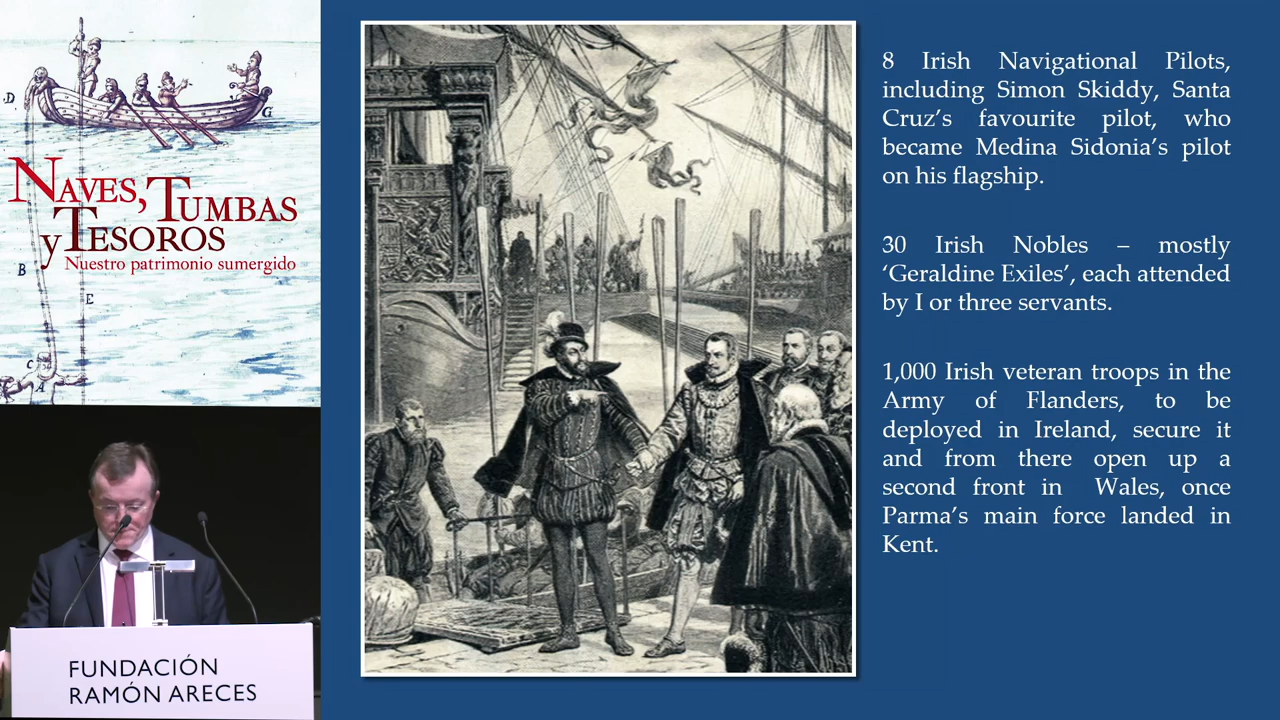 D
G
NAVES, TUMBAS
y TESOROS
Nuestro patrimonio sumergido
B
E
C
A
FUNDACIÓN
RAMÓN ARECES
8 Irish Navigational Pilots,
including Simon Skiddy, Santa
Cruz’s favourite pilot, who
became Medina Sidonia’s pilot
on his flagship.
30 Irish Nobles – mostly
‘Geraldine Exiles’, each attended
by I or three servants.
1,000 Irish veteran troops in the
Army of Flanders, to be
deployed in Ireland, secure it
and from there open up a
second front in Wales, once
Parma’s main force landed in
Kent.